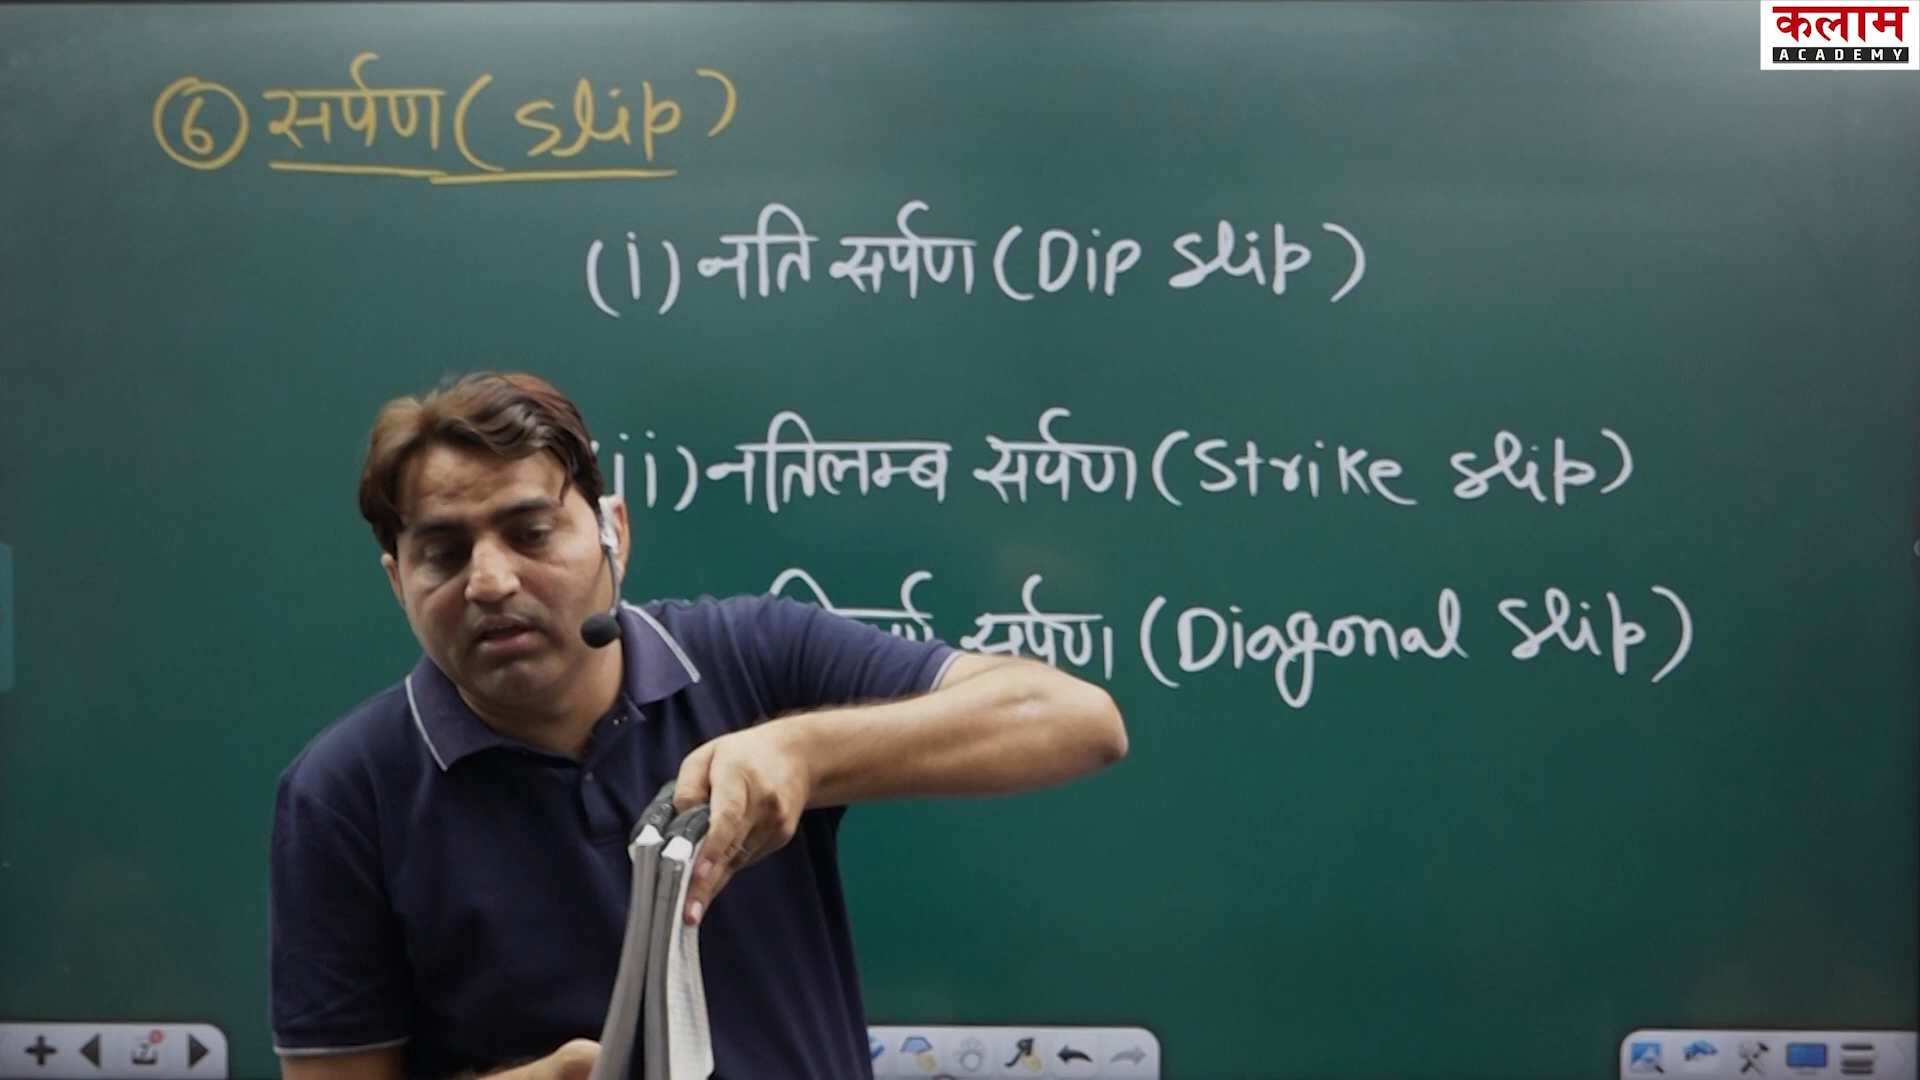 कलाम
ACADEMY
⑥ सर्पण ( slip )
(i) नति सर्पण (Dip slip)
ii) नतिलम्ब सर्पण (Strike slip)
सर्पण (Diagonal slip)